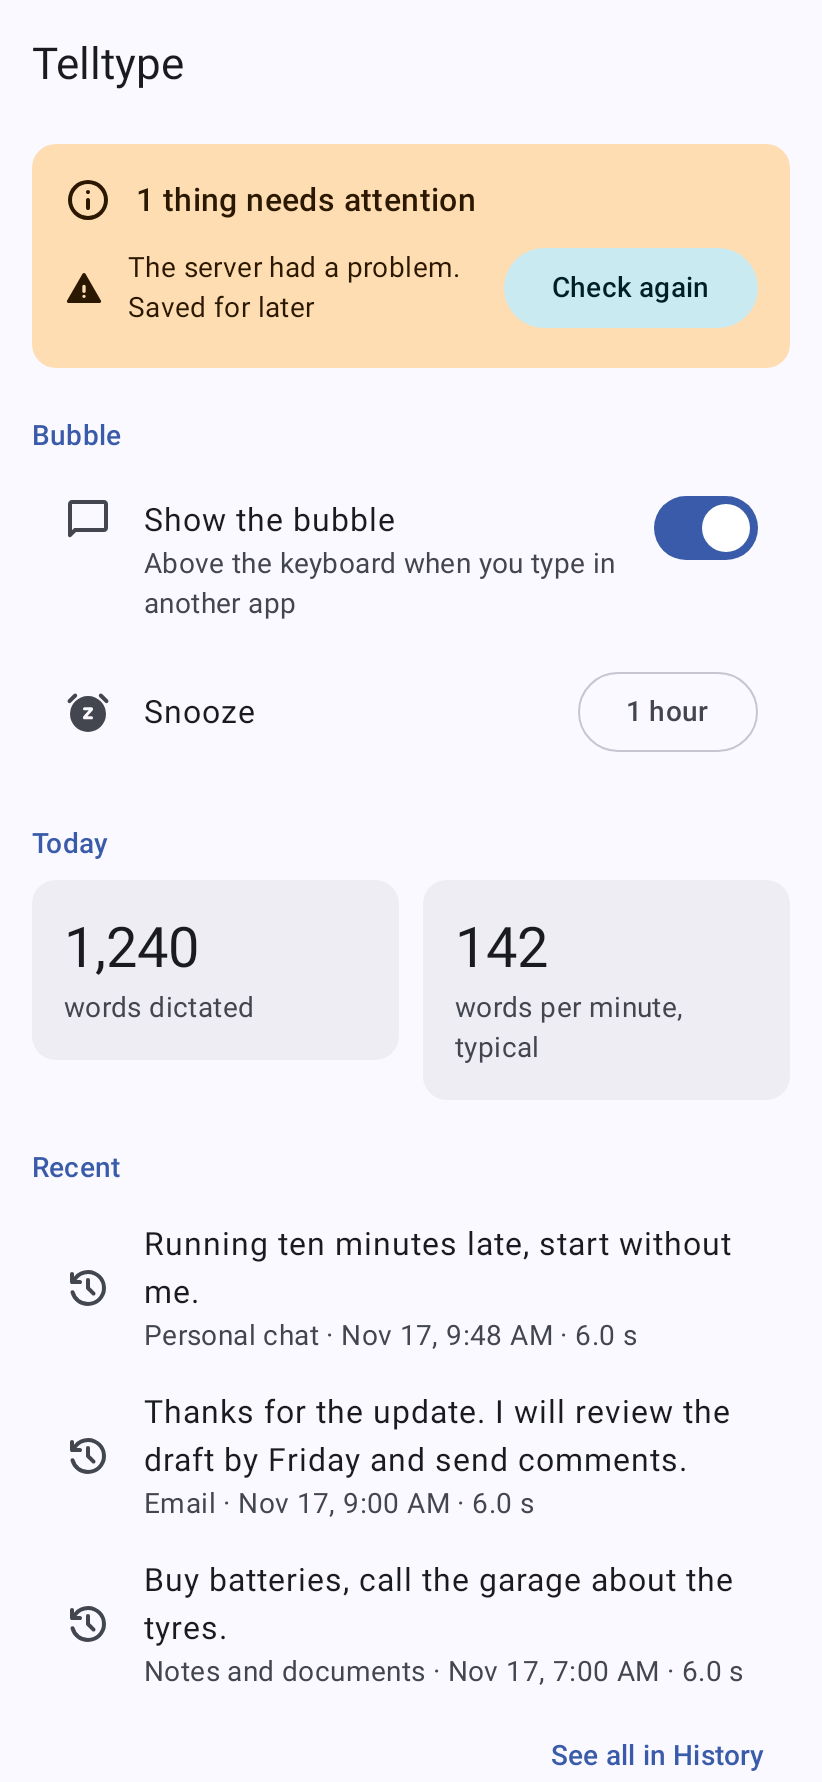 Telltype
1 thing needs attention
The server had a problem.
Saved for later
Check again
Bubble
Show the bubble
Above the keyboard when you type in
another app
Snooze
1 hour
Today
1,240
words dictated
142
words per minute,
typical
Recent
Running ten minutes late, start without
me.
Personal chat · Nov 17, 9:48 AM · 6.0 s
Thanks for the update. I will review the
draft by Friday and send comments.
Email · Nov 17, 9:00 AM · 6.0 s
Buy batteries, call the garage about the
tyres.
Notes and documents · Nov 17, 7:00 AM · 6.0 s
See all in History